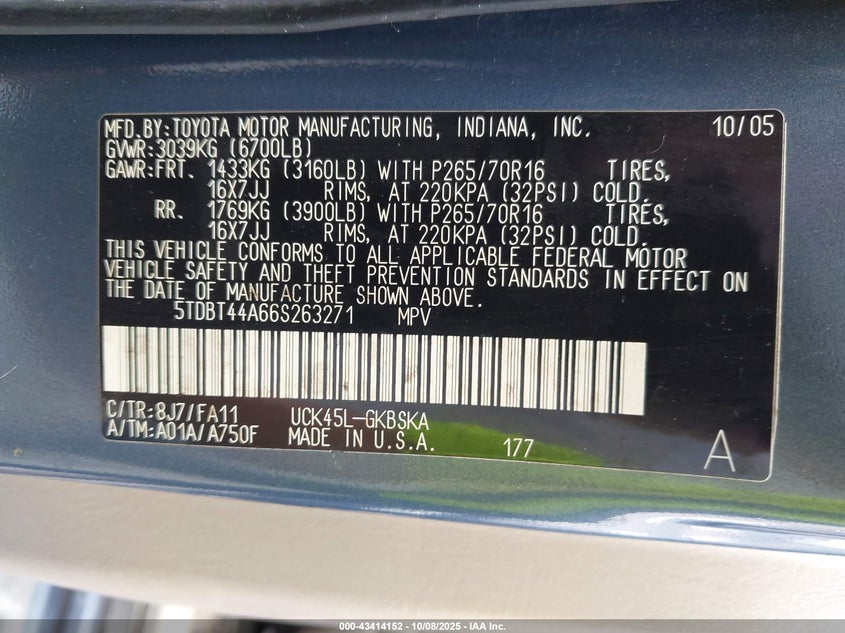 MFD.BY:TOYOTA MOTOR MANUFACTURING, INDIANA, INC. 10/05
GVWR:3039KG (6700LB)
GAWR:FRT. 1433KG (3160LB) WITH P265/70R16 TIRES,
16X7JJ RIMS, AT 220KPA (32PSI) COLD.
RR. 1769KG (3900LB) WITH P265/70R16 TIRES,
16X7JJ RIMS, AT 220KPA (32PSI) COLD.
THIS VEHICLE CONFORMS TO ALL APPLICABLE FEDERAL MOTOR
VEHICLE SAFETY AND THEFT PREVENTION STANDARDS IN EFFECT ON
THE DATE OF MANUFACTURE SHOWN ABOVE.
5TDBT44A66S263271 MPV
C/TR:8J7/FA11 UCK45L-GKBSKA
A/TM:A01A/A750F MADE IN U.S.A. 177 A
000-43414152 - 10/08/2025 - IAA Inc.